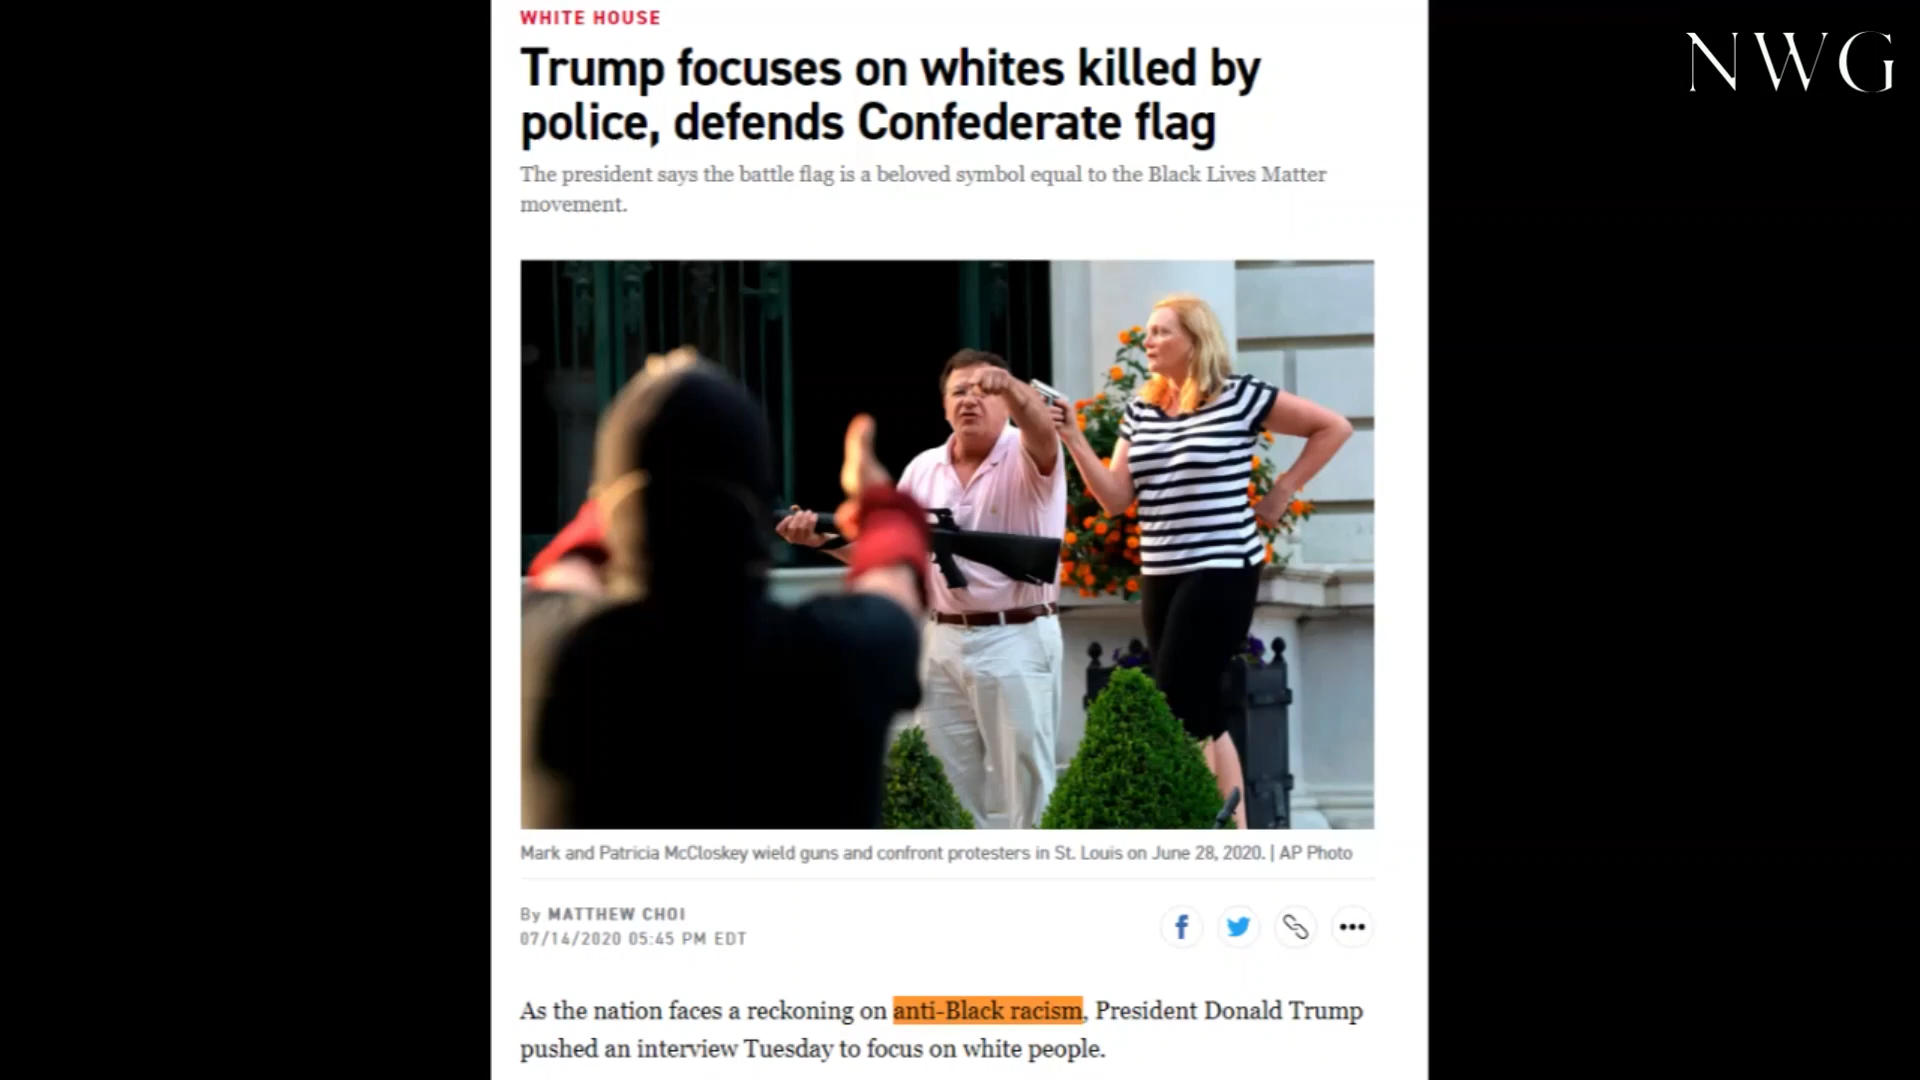 WHITE HOUSE
NWG
Trump focuses on whites killed by
police, defends Confederate flag
The president says the battle flag is a beloved symbol equal to the Black Lives Matter
movement.
Mark and Patricia McCloskey wield guns and confront protesters in St. Louis on June 28, 2020. | AP Photo
By MATTHEW CHOI
07/14/2020 05:45 PM EDT
As the nation faces a reckoning on anti-Black racism, President Donald Trump
pushed an interview Tuesday to focus on white people.